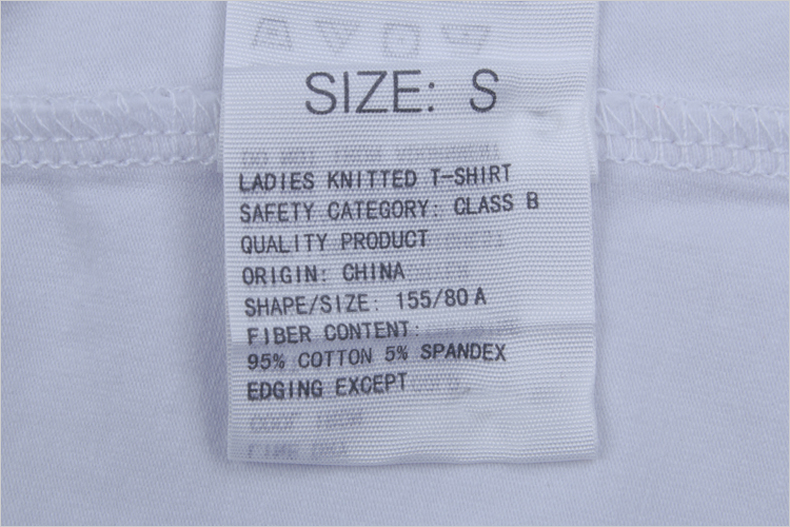 SIZE: S
LADIES KNITTED T-SHIRT
SAFETY CATEGORY: CLASS B
QUALITY PRODUCT
ORIGIN: CHINA
SHAPE/SIZE: 155/80 A
FIBER CONTENT:
95% COTTON 5% SPANDEX
EDGING EXCEPT